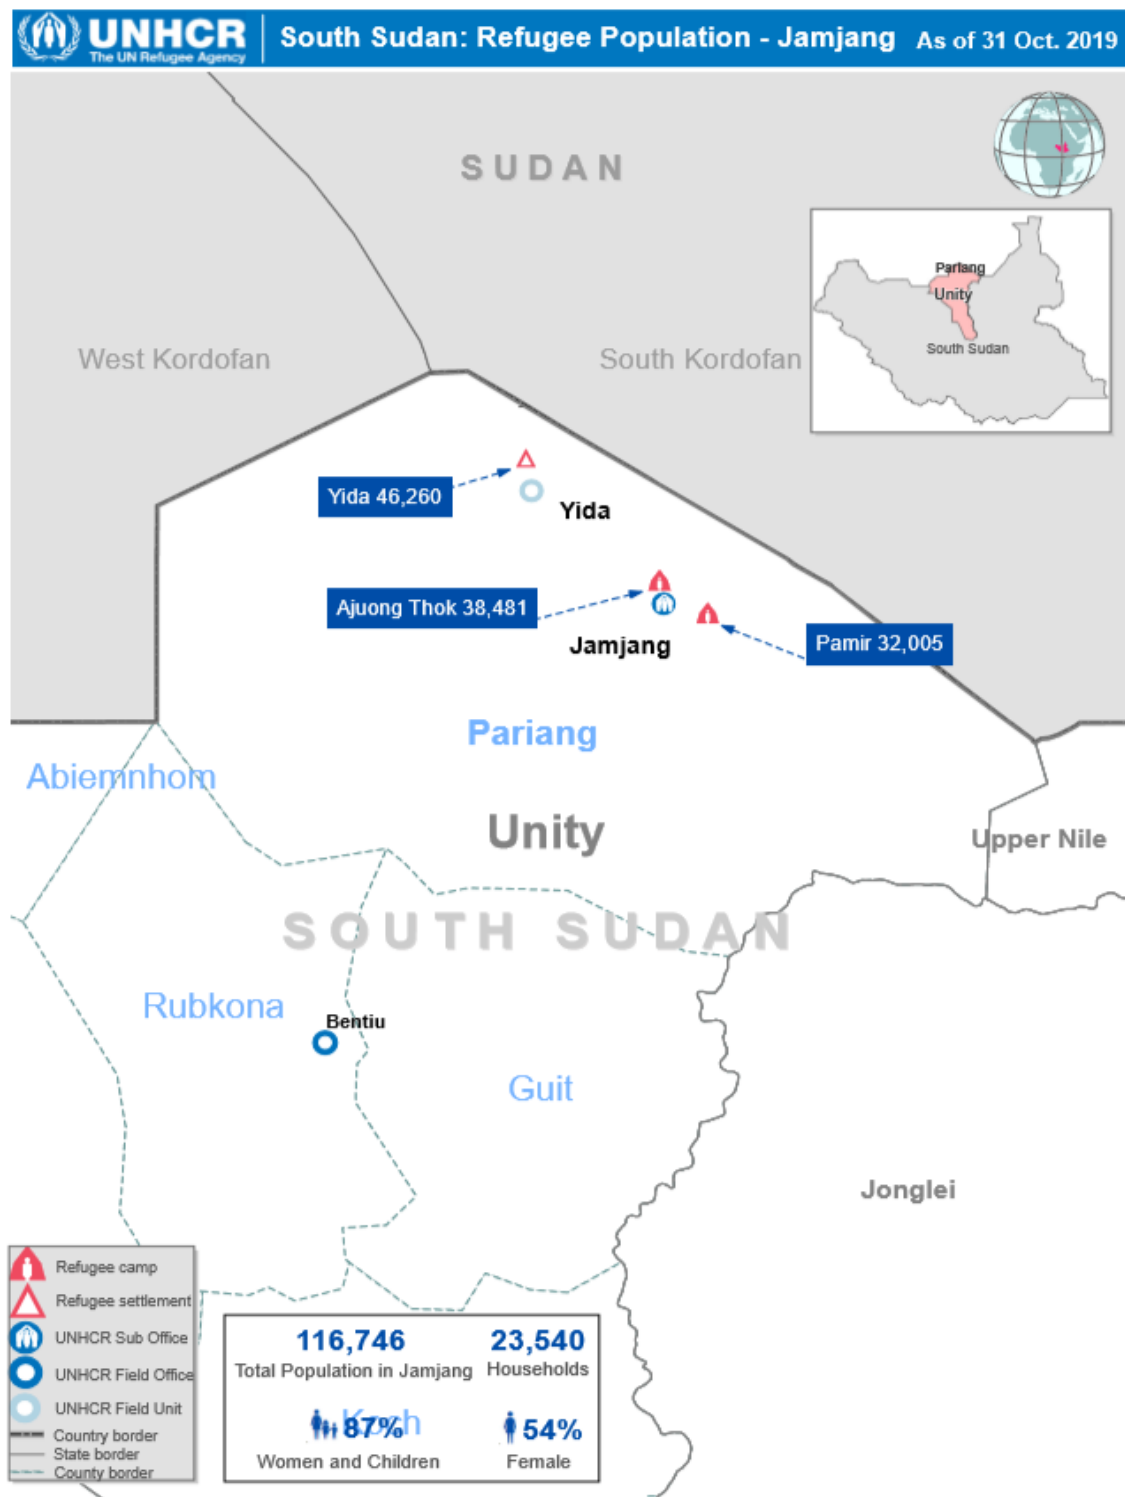 UNHCR
The UN Refugee Agency
South Sudan: Refugee Population - Jamjang As of 31 Oct. 2019
SUDAN
Pariang
Unity
South Sudan
West Kordofan
South Kordofan
Yida 46,260
Yida
Ajuong Thok 38,481
Jamjang
Pamir 32,005
Pariang
Abiemnhom
Unity
Upper Nile
SOUTH SUDAN
Rubkona
Bentiu
Guit
Jonglei
Refugee camp
Refugee settlement
UNHCR Sub Office
UNHCR Field Office
UNHCR Field Unit
Country border
State border
County border
116,746
Total Population in Jamjang
23,540
Households
Koch
87%
Women and Children
54%
Female